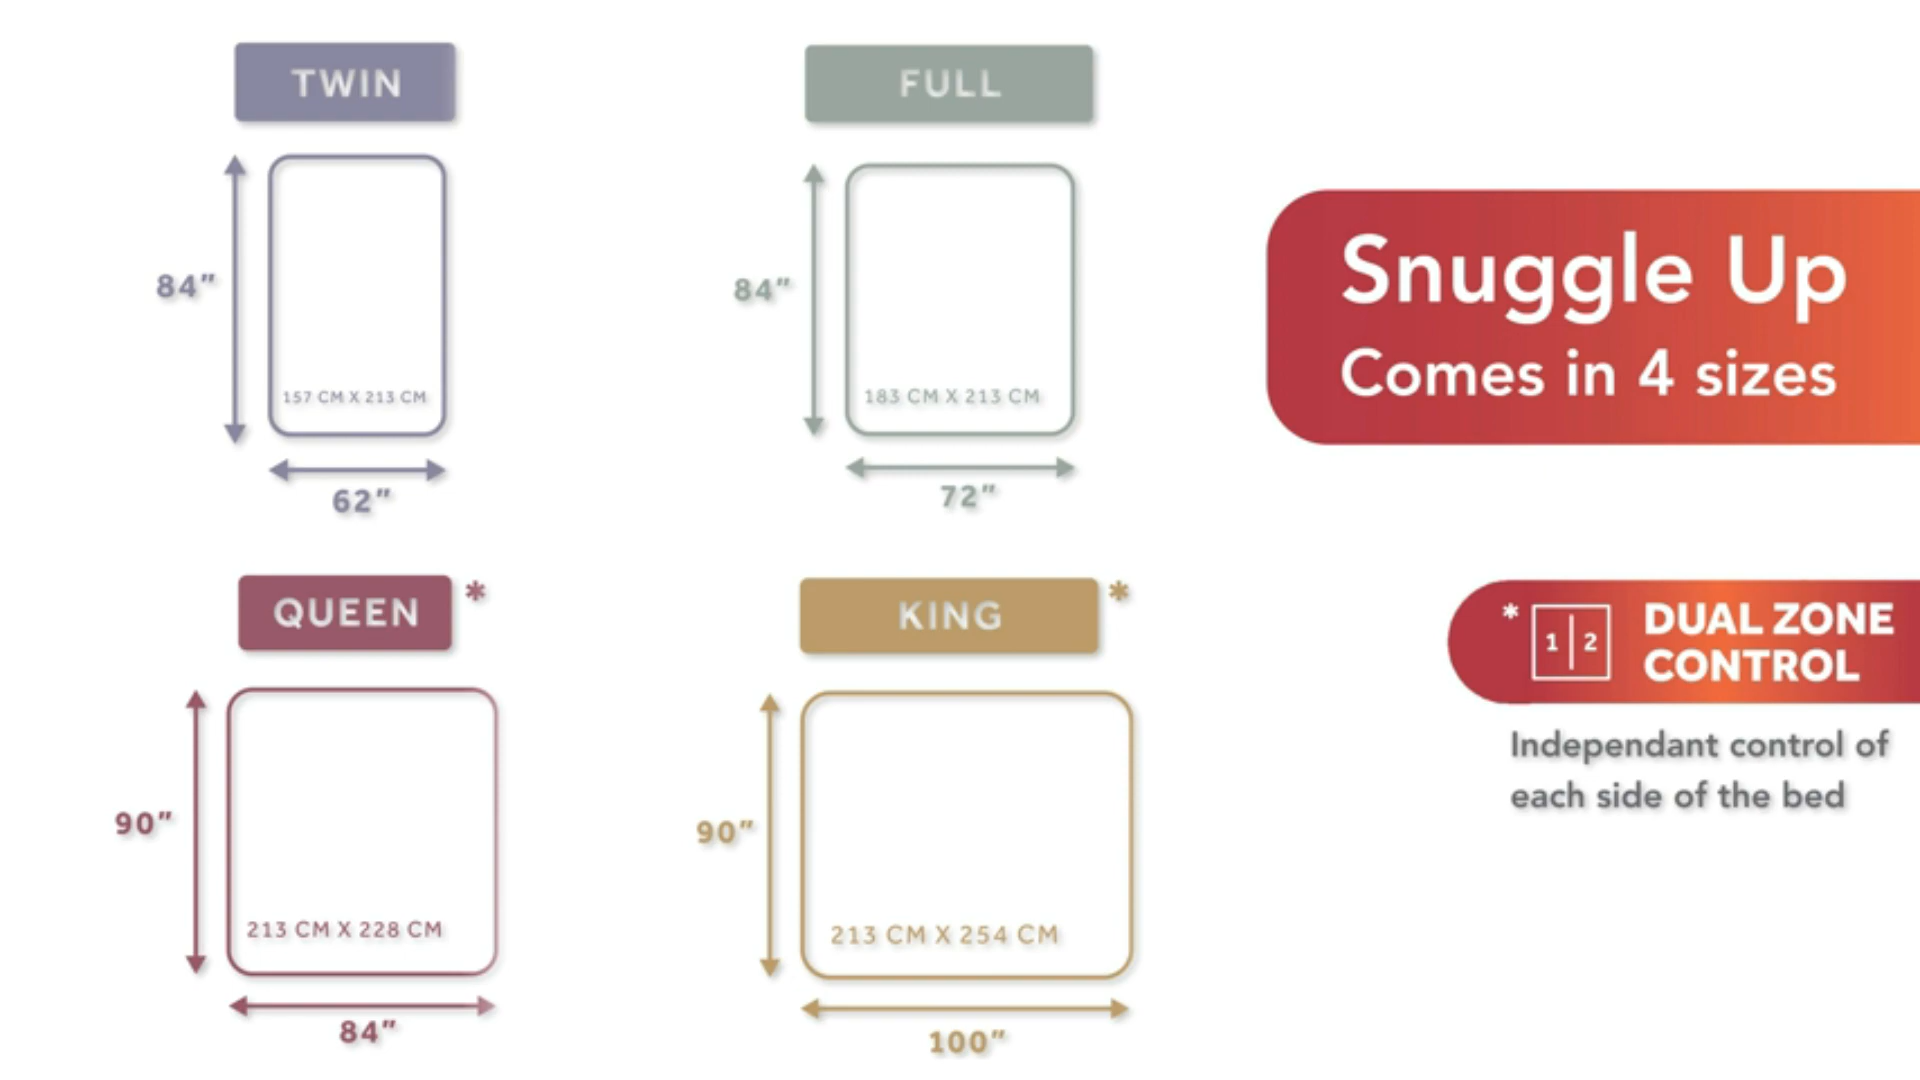 TWIN
84"
157 CM X 213 CM
62"
FULL
84"
183 CM X 213 CM
72"
QUEEN *
90"
213 CM X 228 CM
84"
KING *
90"
213 CM X 254 CM
100"
Snuggle Up
Comes in 4 sizes
* 1 2 DUAL ZONE
CONTROL
Independant control of
each side of the bed